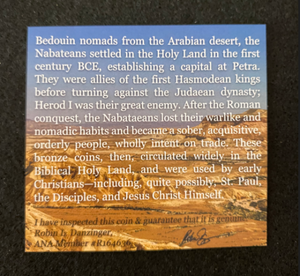 Bedouin nomads from the Arabian desert, the
Nabateans settled in the Holy Land in the first
century BCE, establishing a capital at Petra.
They were allies of the first Hasmodean kings
before turning against the Judaean dynasty;
Herod I was their great enemy. After the Roman
conquest, the Nabataeans lost their warlike and
nomadic habits and became a sober, acquisitive,
orderly people, wholly intent on trade. These
bronze coins, then, circulated widely in the
Biblical Holy Land, and were used by early
Christians—including, quite possibly, St. Paul,
the Disciples, and Jesus Christ Himself.
I have inspected this coin & guarantee that it is genuine.
Robin L. Danziger,
ANA Member #R164636